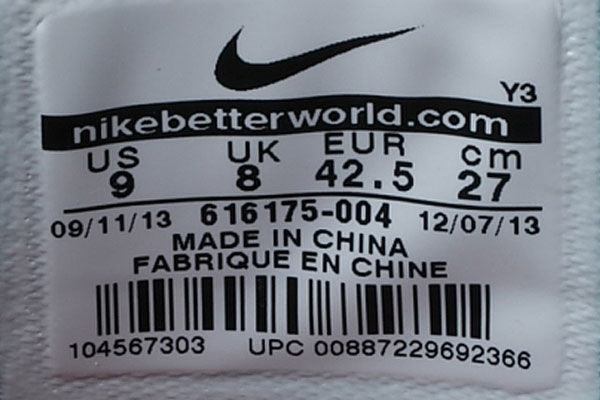 Y3
nikebetterworld.com
US UK EUR cm
9 8 42.5 27
09/11/13 616175-004 12/07/13
MADE IN CHINA
FABRIQUE EN CHINE
104567303 UPC 00887229692366